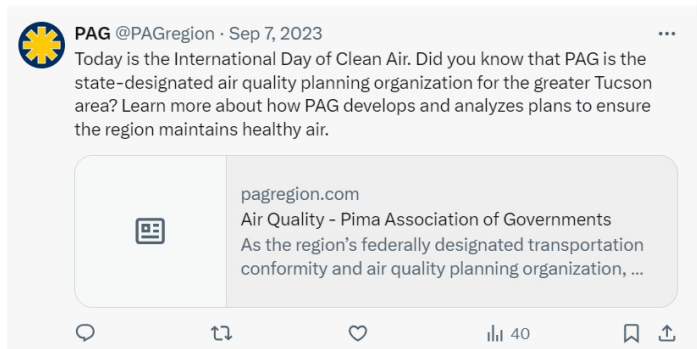 PAG @PAGregion · Sep 7, 2023
Today is the International Day of Clean Air. Did you know that PAG is the
state-designated air quality planning organization for the greater Tucson
area? Learn more about how PAG develops and analyzes plans to ensure
the region maintains healthy air.
pagregion.com
Air Quality - Pima Association of Governments
As the region's federally designated transportation
conformity and air quality planning organization, ...
40